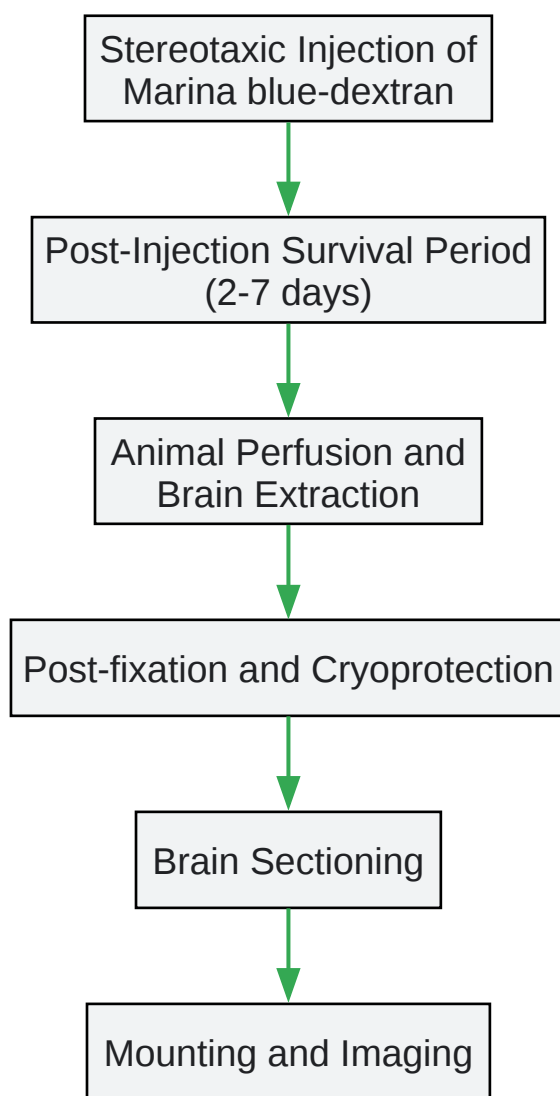 Stereotaxic Injection of
Marina blue-dextran
Post-Injection Survival Period
(2-7 days)
Animal Perfusion and
Brain Extraction
Post-fixation and Cryoprotection
Brain Sectioning
Mounting and Imaging